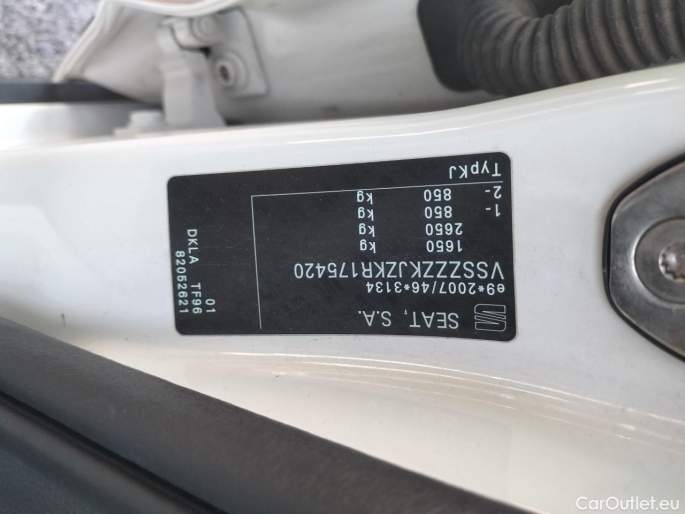 SEAT, S.A.
e9*2007/46*3134
VSSZZZKJZKR175420
1650 kg
2650 kg
1- 850 kg
2- 850 kg
TypKJ
01
DKLA TF96
82052621
CarOutlet.eu